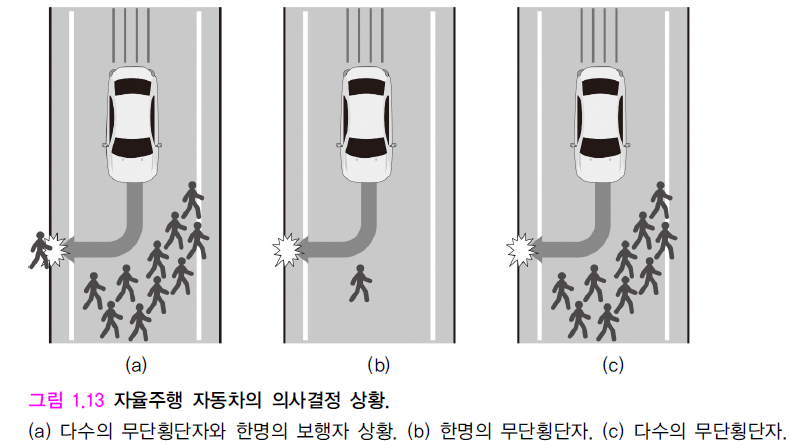 (a) (b) (c)
그림 1.13 자율주행 자동차의 의사결정 상황.
(a) 다수의 무단횡단자와 한명의 보행자 상황. (b) 한명의 무단횡단자. (c) 다수의 무단횡단자.